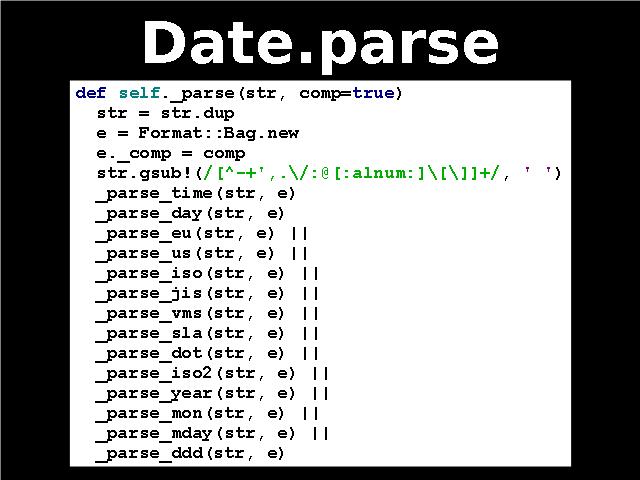 Date.parse
def self._parse(str, comp=true)
  str = str.dup
  e = Format::Bag.new
  e._comp = comp
  str.gsub!(/[^-+',.\/:@[:alnum:]\[\]]+/, ' ')
  _parse_time(str, e)
  _parse_day(str, e)
  _parse_eu(str, e) ||
  _parse_us(str, e) ||
  _parse_iso(str, e) ||
  _parse_jis(str, e) ||
  _parse_vms(str, e) ||
  _parse_sla(str, e) ||
  _parse_dot(str, e) ||
  _parse_iso2(str, e) ||
  _parse_year(str, e) ||
  _parse_mon(str, e) ||
  _parse_mday(str, e) ||
  _parse_ddd(str, e)